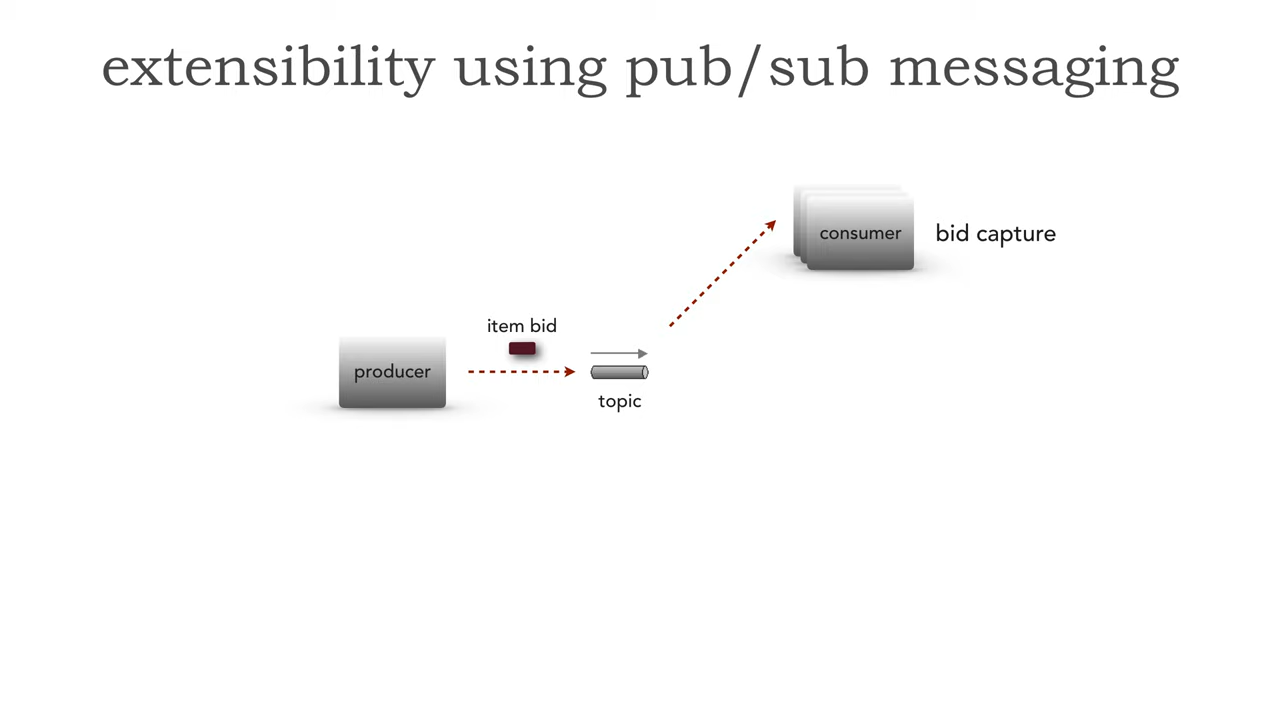 extensibility using pub/sub messaging
consumer
bid capture
item bid
producer
topic